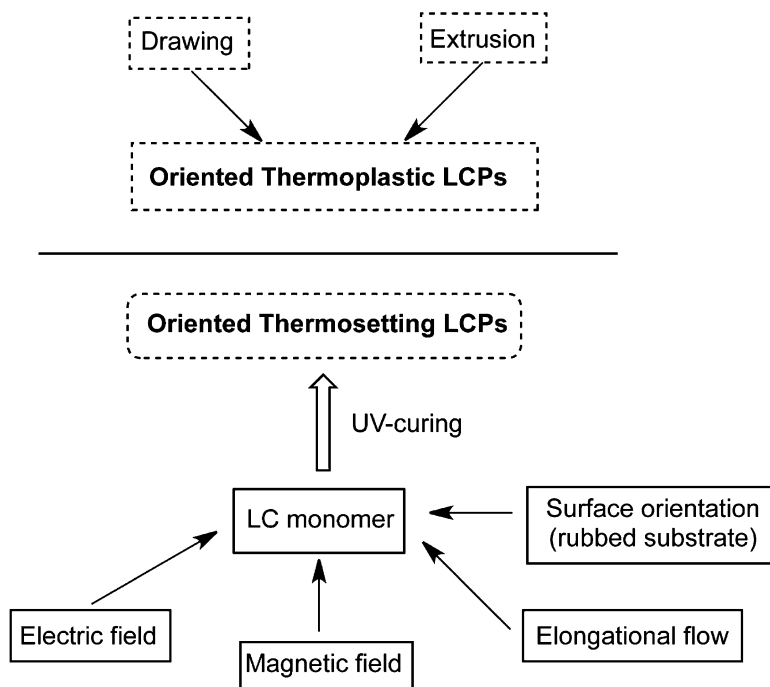 Drawing
Extrusion
Oriented Thermoplastic LCPs
Oriented Thermosetting LCPs
UV-curing
LC monomer
Surface orientation
(rubbed substrate)
Electric field
Magnetic field
Elongational flow